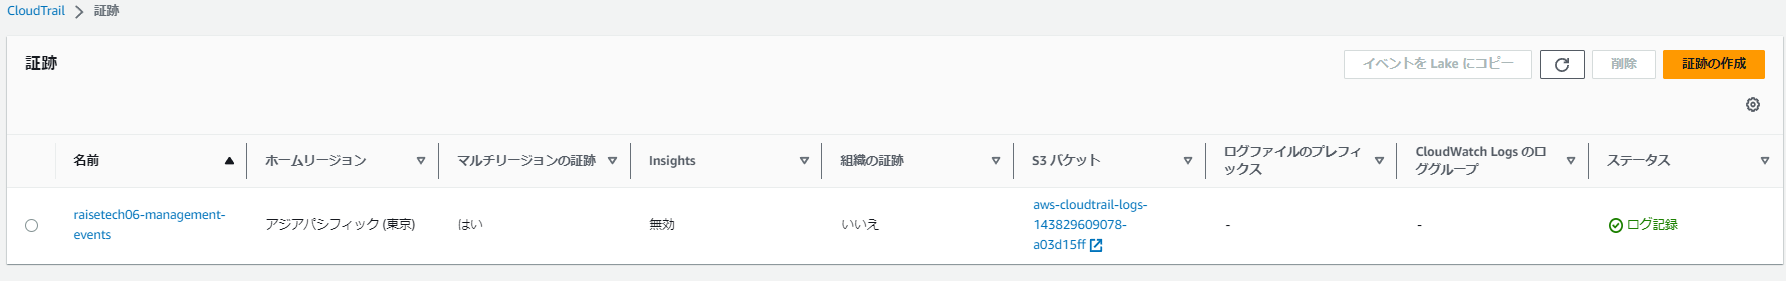 CloudTrail > 証跡
証跡
イベントを Lake にコピー
削除
証跡の作成
名前
ホームリージョン
マルチリージョンの証跡
Insights
組織の証跡
S3 バケット
ログファイルのプレフィ
ックス
CloudWatch Logs のロ
ググループ
ステータス
raisetech06-management-
events
アジアパシフィック (東京)
はい
無効
いいえ
aws-cloudtrail-logs-
143829609078-
a03d15ff
-
-
ログ記録